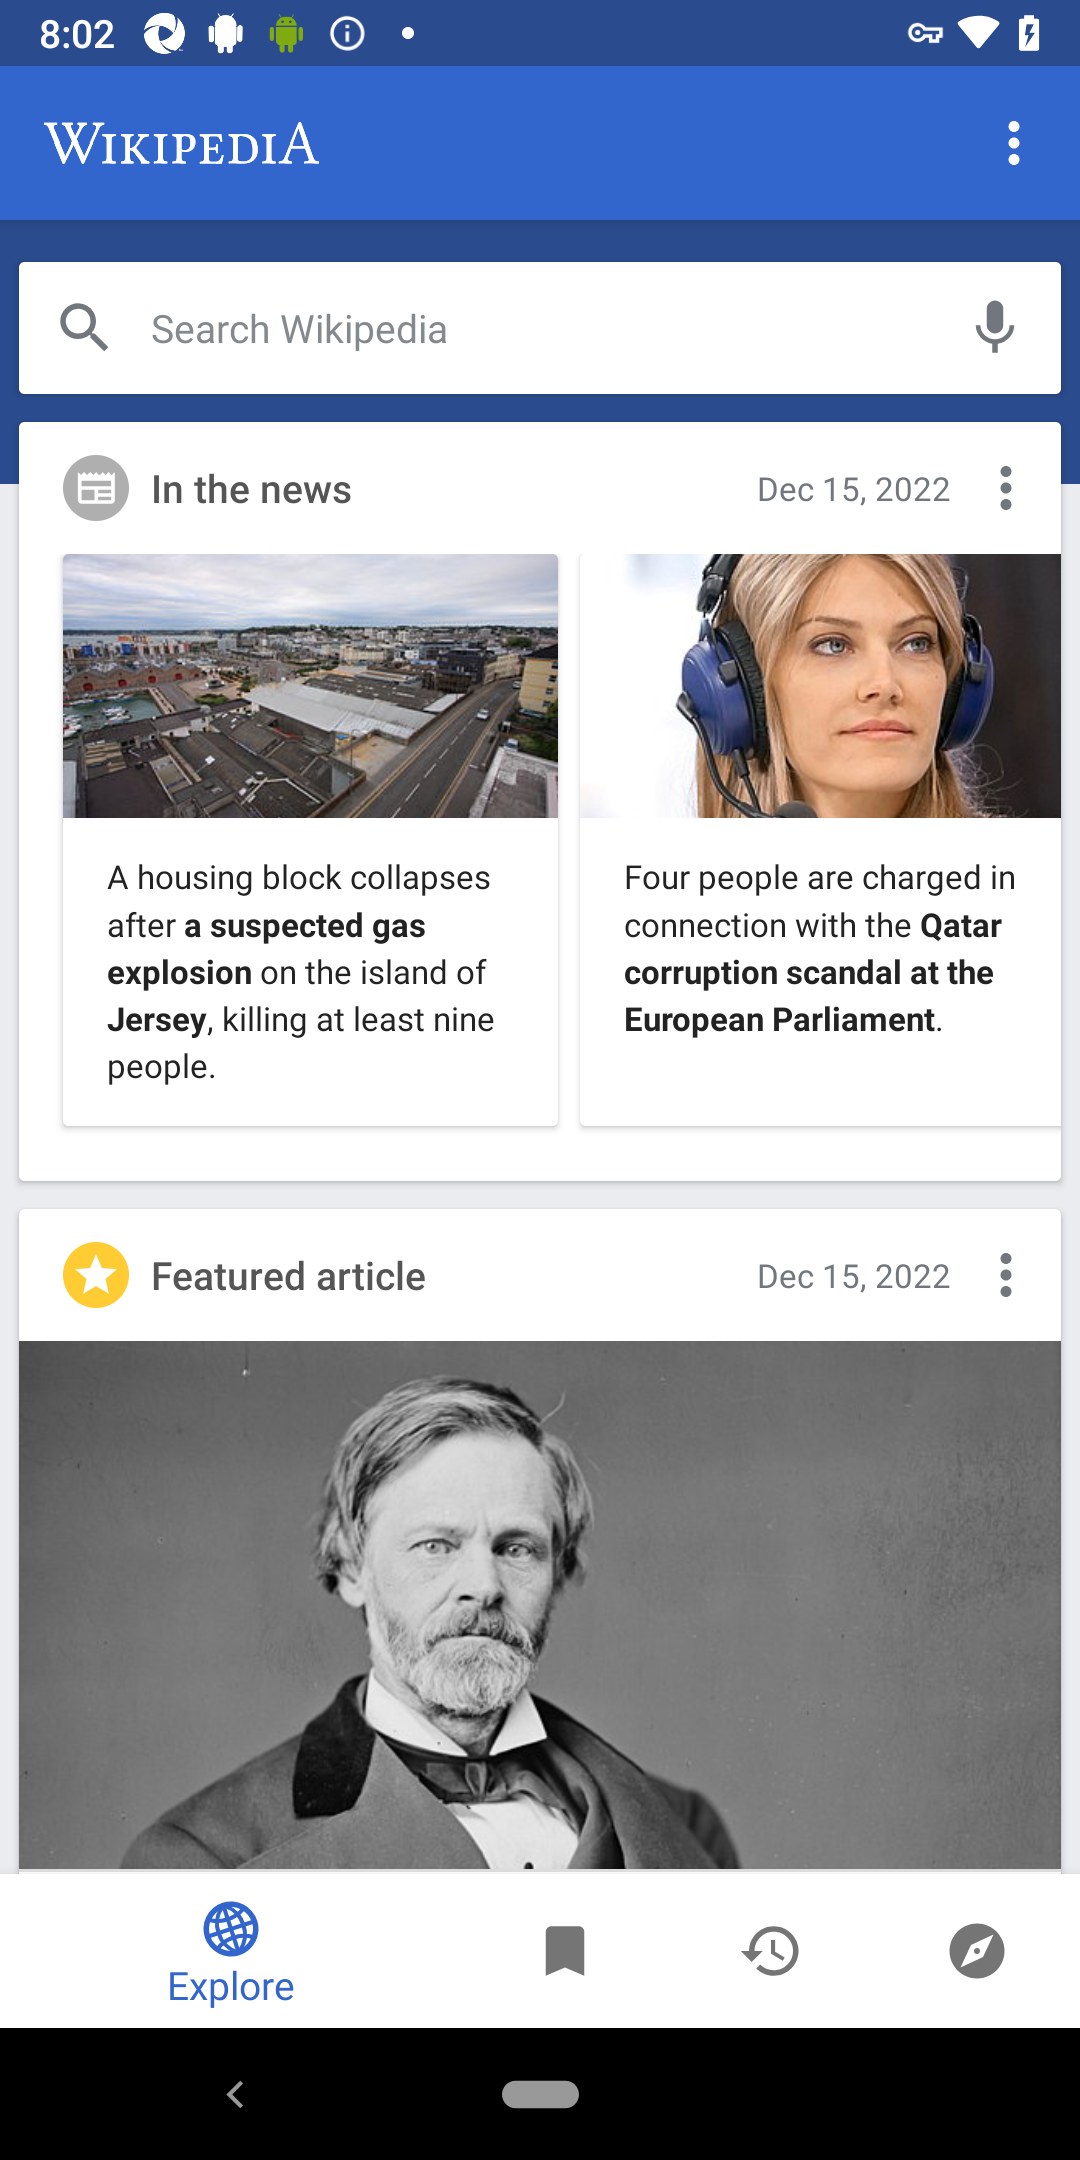 8:02
WIKIPEDIA
Search Wikipedia
In the news
Dec 15, 2022
A housing block collapses
after a suspected gas
explosion on the island of
Jersey, killing at least nine
people.
Four people are charged in
connection with the Qatar
corruption scandal at the
European Parliament.
Featured article
Dec 15, 2022
Explore